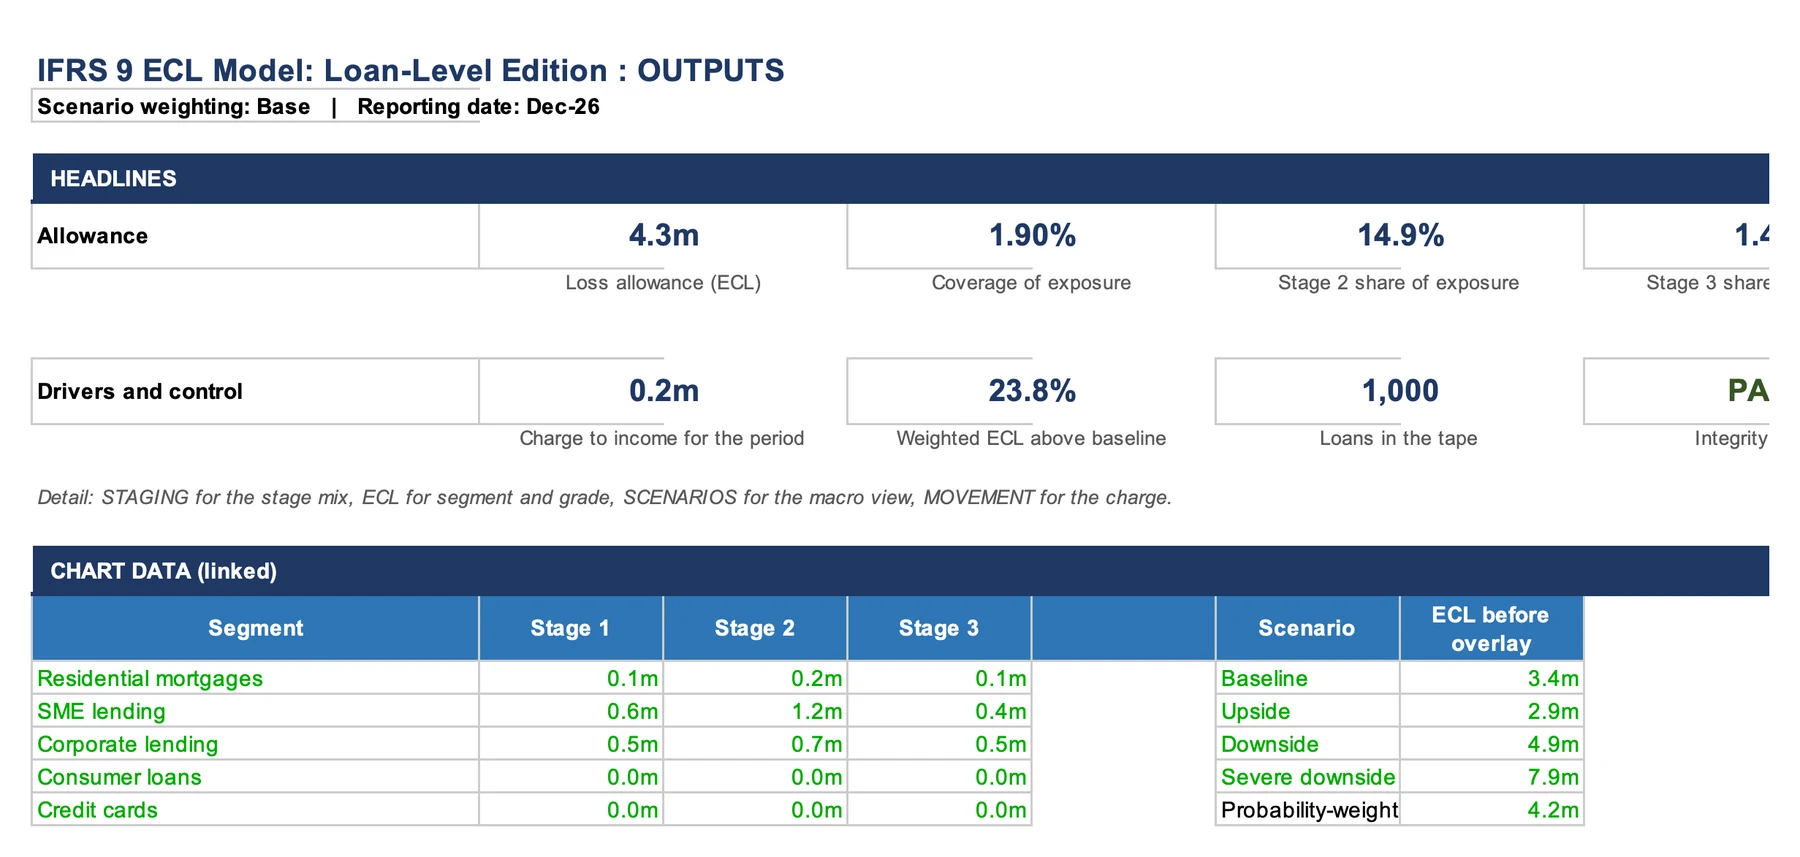 IFRS 9 ECL Model: Loan-Level Edition : OUTPUTS
Scenario weighting: Base | Reporting date: Dec-26
HEADLINES
Allowance 4.3m 1.90% 14.9% 1.4
Loss allowance (ECL) Coverage of exposure Stage 2 share of exposure Stage 3 share
Drivers and control 0.2m 23.8% 1,000 PA
Charge to income for the period Weighted ECL above baseline Loans in the tape Integrity
Detail: STAGING for the stage mix, ECL for segment and grade, SCENARIOS for the macro view, MOVEMENT for the charge.
CHART DATA (linked)
Segment Stage 1 Stage 2 Stage 3 Scenario ECL before overlay
Residential mortgages 0.1m 0.2m 0.1m Baseline 3.4m
SME lending 0.6m 1.2m 0.4m Upside 2.9m
Corporate lending 0.5m 0.7m 0.5m Downside 4.9m
Consumer loans 0.0m 0.0m 0.0m Severe downside 7.9m
Credit cards 0.0m 0.0m 0.0m Probability-weight 4.2m